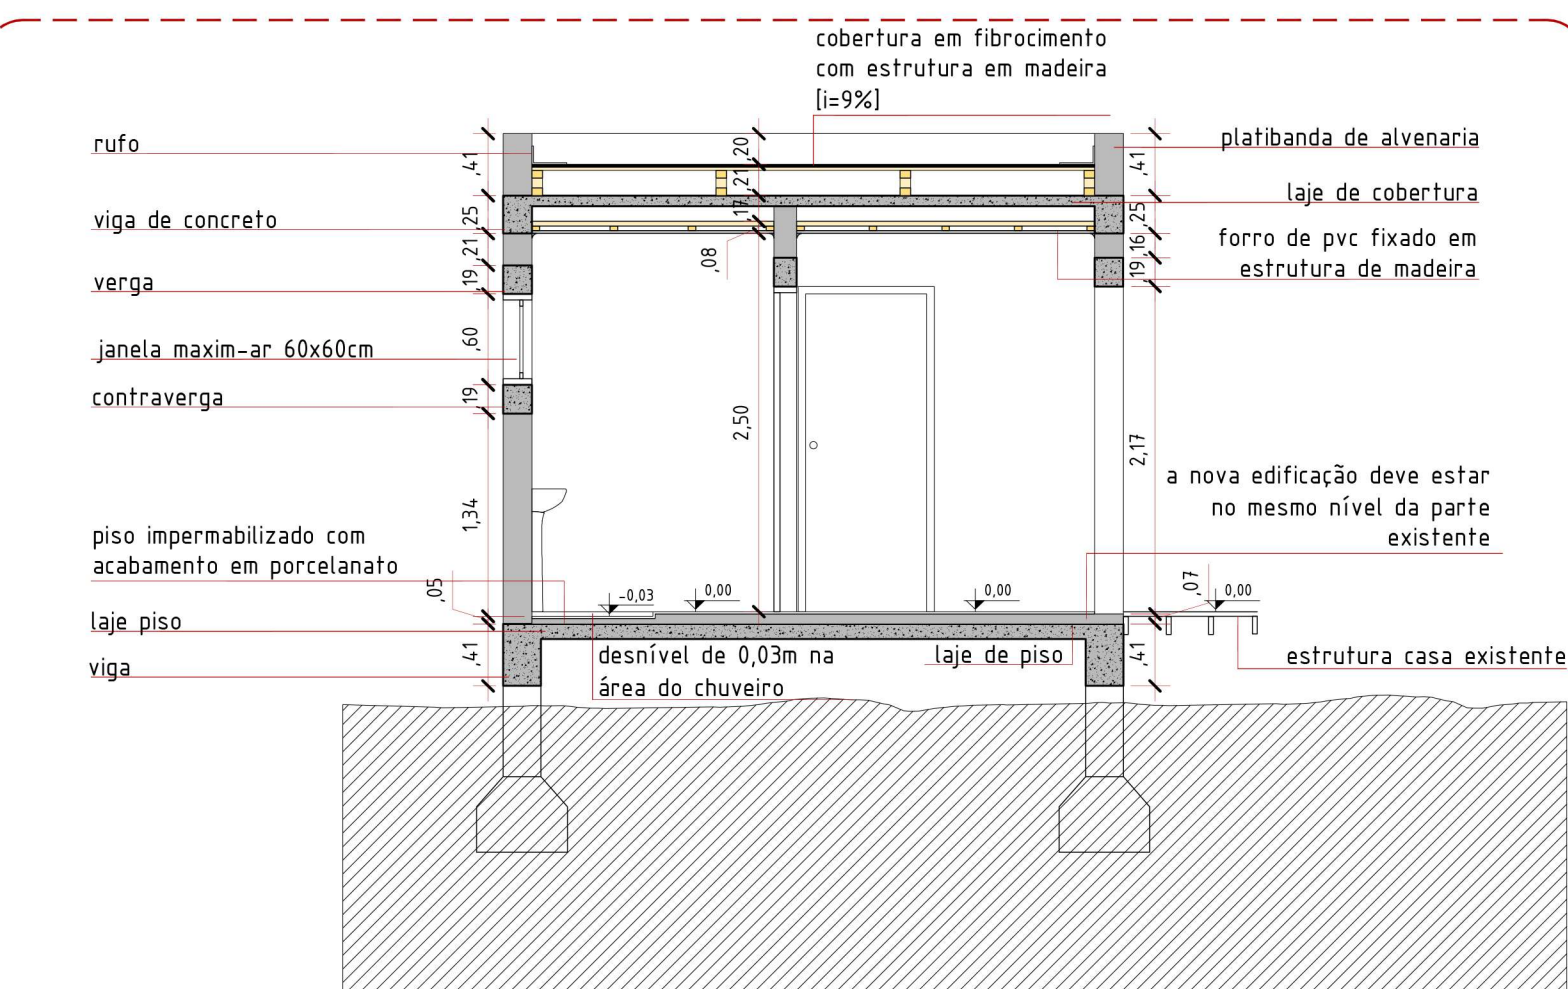 cobertura em fibrocimento
com estrutura em madeira
[i=9%]
rufo
,41
,20
,21
,41
platibanda de alvenaria
laje de cobertura
viga de concreto
,25
,17
,25
forro de pvc fixado em
estrutura de madeira
,21
,08
,16
verga
,19
,19
janela maxim-ar 60x60cm
,60
contraverga
,19
2,50
2,17
a nova edificação deve estar
no mesmo nível da parte
existente
1,34
piso impermabilizado com
acabamento em porcelanato
,05
-0,03
0,00
0,00
,07
0,00
laje piso
viga
,41
desnível de 0,03m na
área do chuveiro
laje de piso
,41
estrutura casa existente